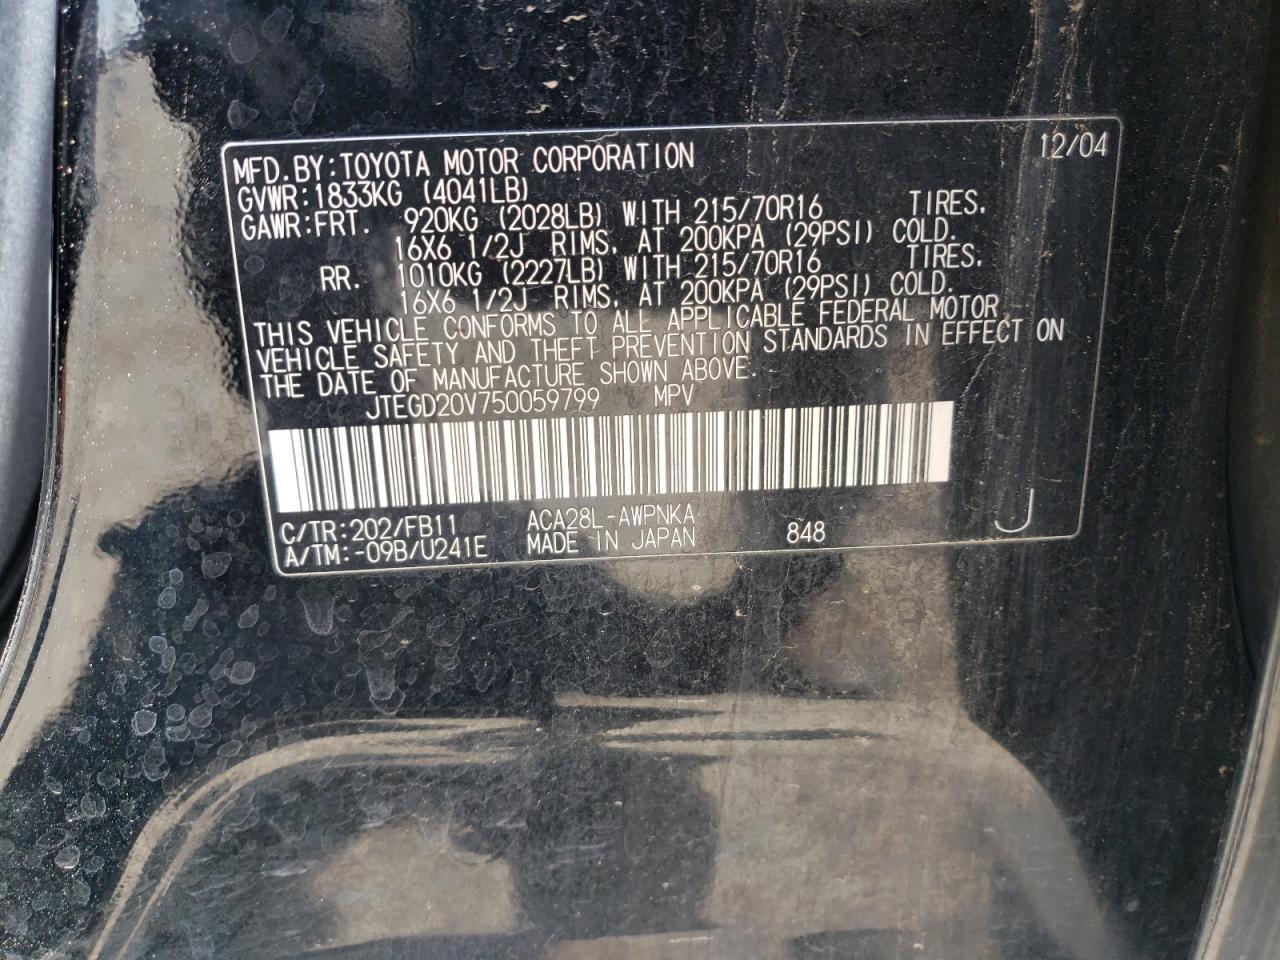 MFD.BY:TOYOTA MOTOR CORPORATION 12/04
GVWR:1833KG (4041LB)
GAWR:FRT. 920KG (2028LB) WITH 215/70R16 TIRES.
16X6 1/2J RIMS, AT 200KPA (29PSI) COLD.
RR. 1010KG (2227LB) WITH 215/70R16 TIRES.
16X6 1/2J RIMS, AT 200KPA (29PSI) COLD.
THIS VEHICLE CONFORMS TO ALL APPLICABLE FEDERAL MOTOR
VEHICLE SAFETY AND THEFT PREVENTION STANDARDS IN EFFECT ON
THE DATE OF MANUFACTURE SHOWN ABOVE.
JTEGD20V750059799 MPV
C/TR:202/FB11 ACA28L-AWPNKA
A/TM:-09B/U241E MADE IN JAPAN 848 J